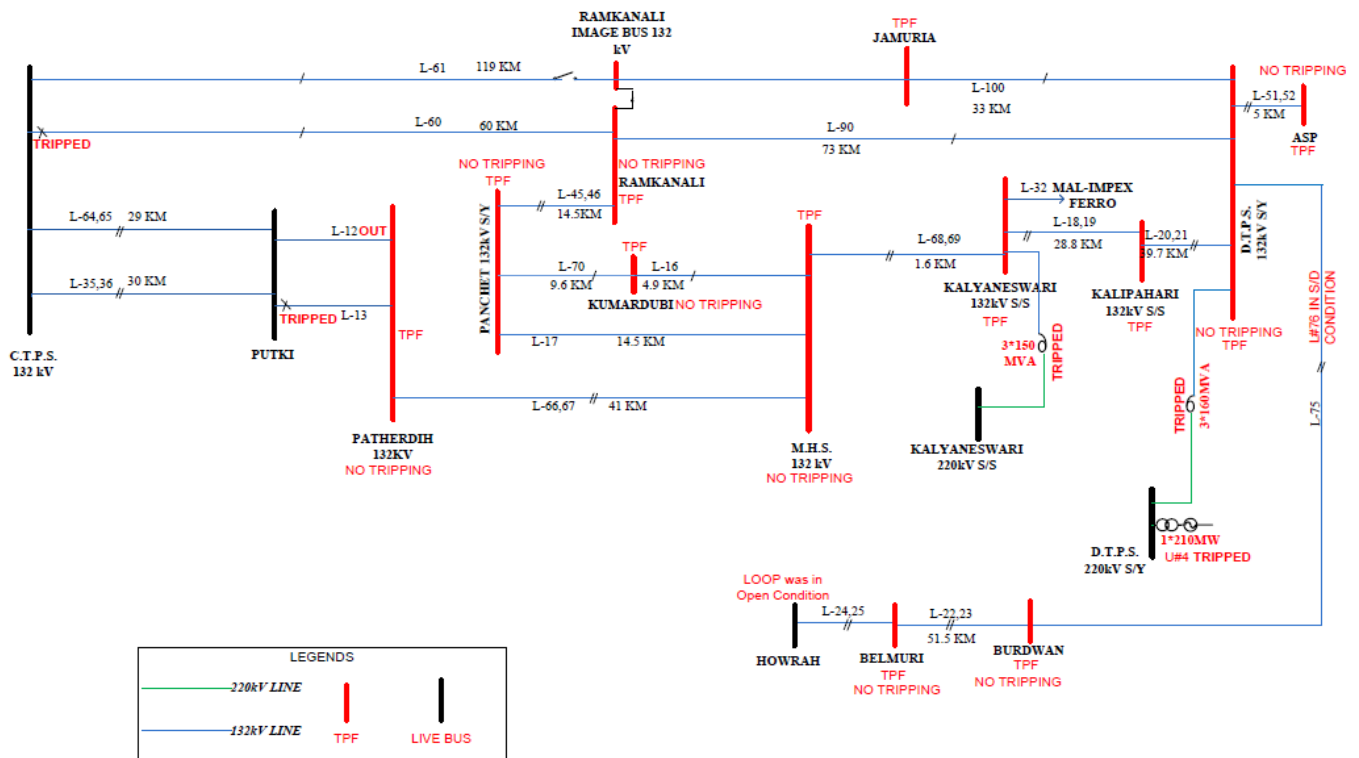 RAMKANALI
IMAGE BUS 132
kV
TPF
JAMURIA
L-61 119 KM
L-100
33 KM
NO TRIPPING
L-51,52
5 KM
ASP
TPF
L-60 60 KM
TRIPPED
L-90
73 KM
NO TRIPPING
TPF
NO TRIPPING
RAMKANALI
TPF
L-45,46
14.5KM
PANCHET 132kV S/Y
L-32 MAL-IMPEX
FERRO
L-18,19
28.8 KM
L-20,21
39.7 KM
D.T.P.S.
132kV S/Y
L-64,65 29 KM
L-12 OUT
TPF
L-68,69
1.6 KM
TPF
L-70
9.6 KM
L-16
4.9 KM
KUMARDUBI NO TRIPPING
KALYANESWARI
132kV S/S
TPF
KALIPAHARI
132kV S/S
TPF
L-35,36 30 KM
TRIPPED
L-13
TPF
L-17 14.5 KM
NO TRIPPING
TPF
L#76 IN S/D
CONDITION
C.T.P.S.
132 kV
PUTKI
3*150
MVA
TRIPPED
TRIPPED
3*160MVA
L-75
L-66,67 41 KM
PATHERDIH
132KV
NO TRIPPING
M.H.S.
132 kV
NO TRIPPING
KALYANESWARI
220kV S/S
1*210MW
U#4 TRIPPED
D.T.P.S.
220kV S/Y
LOOP was in
Open Condition
L-24,25
L-22,23
51.5 KM
HOWRAH
BELMURI
TPF
NO TRIPPING
BURDWAN
TPF
NO TRIPPING
LEGENDS
220kV LINE
132kV LINE
TPF
LIVE BUS